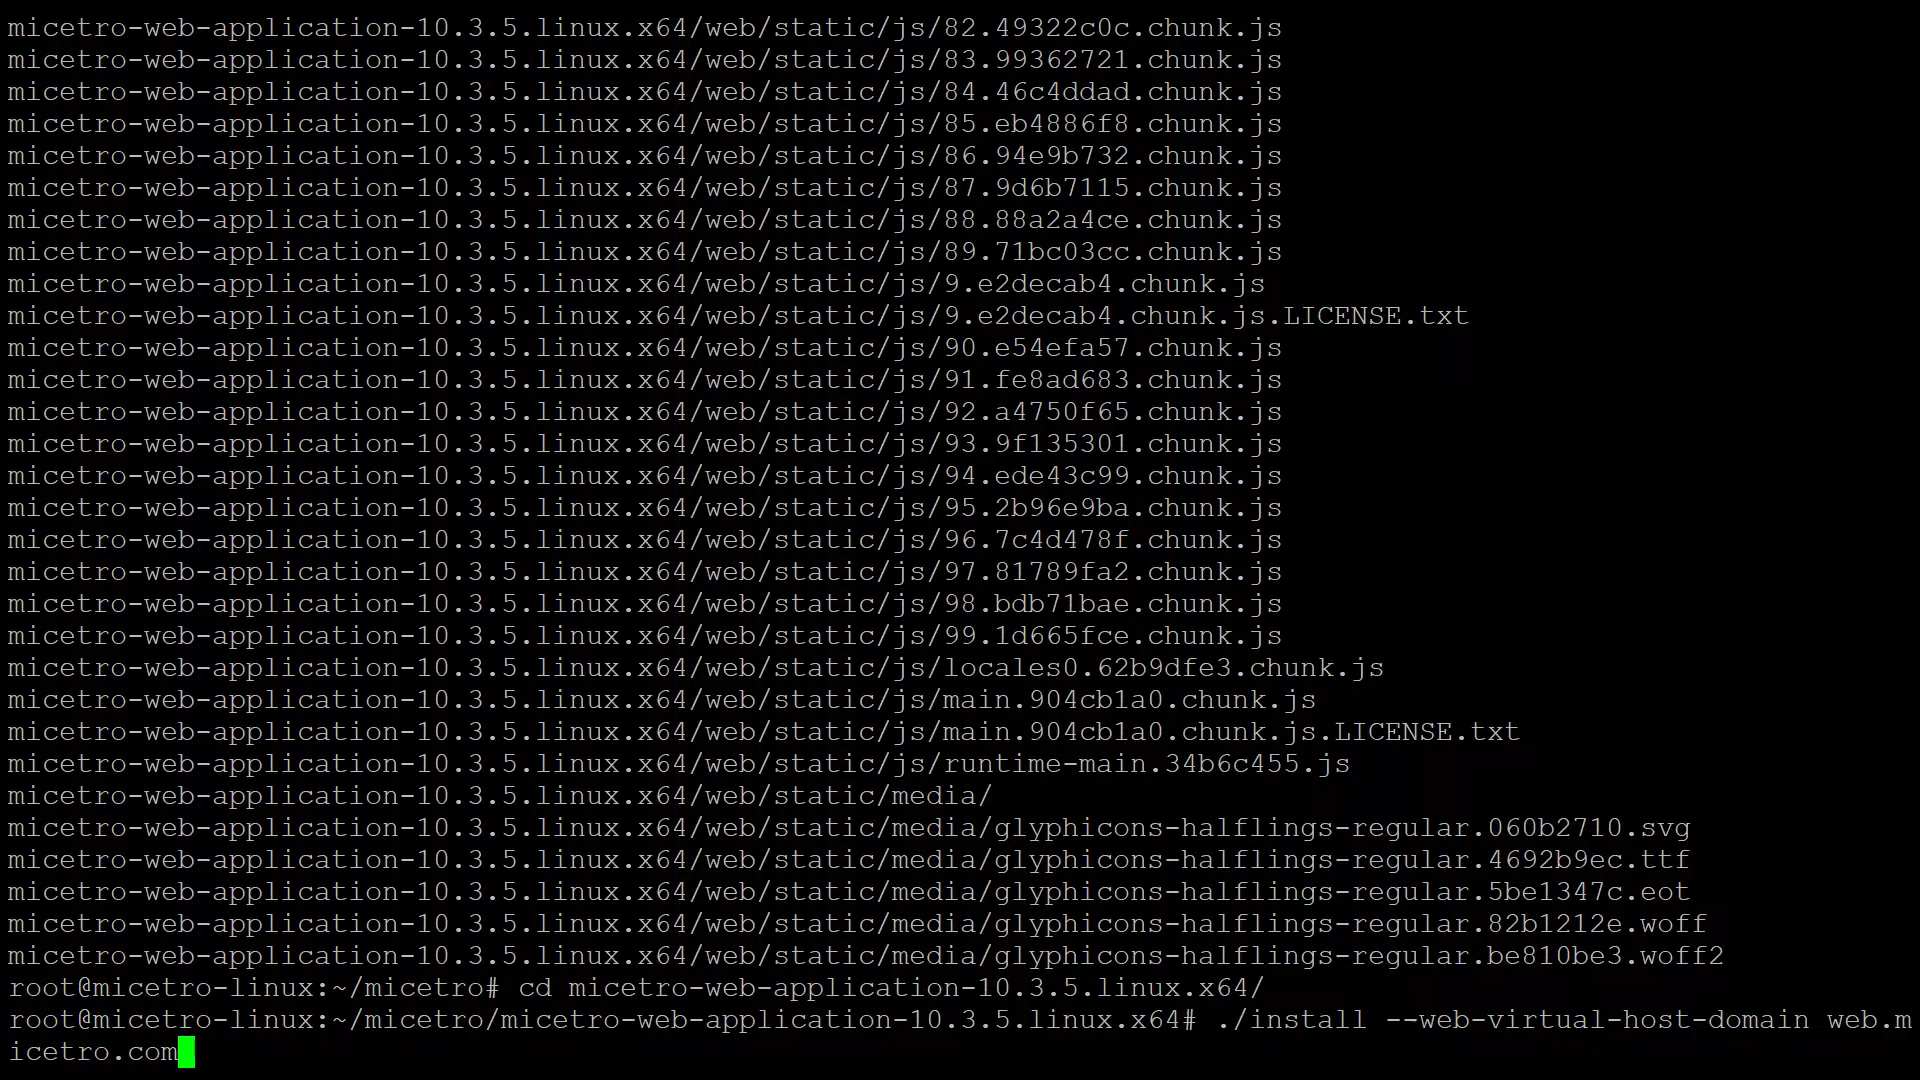 micetro-web-application-10.3.5.linux.x64/web/static/js/82.49322c0c.chunk.js
micetro-web-application-10.3.5.linux.x64/web/static/js/83.99362721.chunk.js
micetro-web-application-10.3.5.linux.x64/web/static/js/84.46c4ddad.chunk.js
micetro-web-application-10.3.5.linux.x64/web/static/js/85.eb4886f8.chunk.js
micetro-web-application-10.3.5.linux.x64/web/static/js/86.94e9b732.chunk.js
micetro-web-application-10.3.5.linux.x64/web/static/js/87.9d6b7115.chunk.js
micetro-web-application-10.3.5.linux.x64/web/static/js/88.88a2a4ce.chunk.js
micetro-web-application-10.3.5.linux.x64/web/static/js/89.71bc03cc.chunk.js
micetro-web-application-10.3.5.linux.x64/web/static/js/9.e2decab4.chunk.js
micetro-web-application-10.3.5.linux.x64/web/static/js/9.e2decab4.chunk.js.LICENSE.txt
micetro-web-application-10.3.5.linux.x64/web/static/js/90.e54efa57.chunk.js
micetro-web-application-10.3.5.linux.x64/web/static/js/91.fe8ad683.chunk.js
micetro-web-application-10.3.5.linux.x64/web/static/js/92.a4750f65.chunk.js
micetro-web-application-10.3.5.linux.x64/web/static/js/93.9f135301.chunk.js
micetro-web-application-10.3.5.linux.x64/web/static/js/94.ede43c99.chunk.js
micetro-web-application-10.3.5.linux.x64/web/static/js/95.2b96e9ba.chunk.js
micetro-web-application-10.3.5.linux.x64/web/static/js/96.7c4d478f.chunk.js
micetro-web-application-10.3.5.linux.x64/web/static/js/97.81789fa2.chunk.js
micetro-web-application-10.3.5.linux.x64/web/static/js/98.bdb71bae.chunk.js
micetro-web-application-10.3.5.linux.x64/web/static/js/99.1d665fce.chunk.js
micetro-web-application-10.3.5.linux.x64/web/static/js/locales0.62b9dfe3.chunk.js
micetro-web-application-10.3.5.linux.x64/web/static/js/main.904cb1a0.chunk.js
micetro-web-application-10.3.5.linux.x64/web/static/js/main.904cb1a0.chunk.js.LICENSE.txt
micetro-web-application-10.3.5.linux.x64/web/static/js/runtime-main.34b6c455.js
micetro-web-application-10.3.5.linux.x64/web/static/media/
micetro-web-application-10.3.5.linux.x64/web/static/media/glyphicons-halflings-regular.060b2710.svg
micetro-web-application-10.3.5.linux.x64/web/static/media/glyphicons-halflings-regular.4692b9ec.ttf
micetro-web-application-10.3.5.linux.x64/web/static/media/glyphicons-halflings-regular.5be1347c.eot
micetro-web-application-10.3.5.linux.x64/web/static/media/glyphicons-halflings-regular.82b1212e.woff
micetro-web-application-10.3.5.linux.x64/web/static/media/glyphicons-halflings-regular.be810be3.woff2
root@micetro-linux:~/micetro# cd micetro-web-application-10.3.5.linux.x64/
root@micetro-linux:~/micetro/micetro-web-application-10.3.5.linux.x64# ./install --web-virtual-host-domain web.m
icetro.com